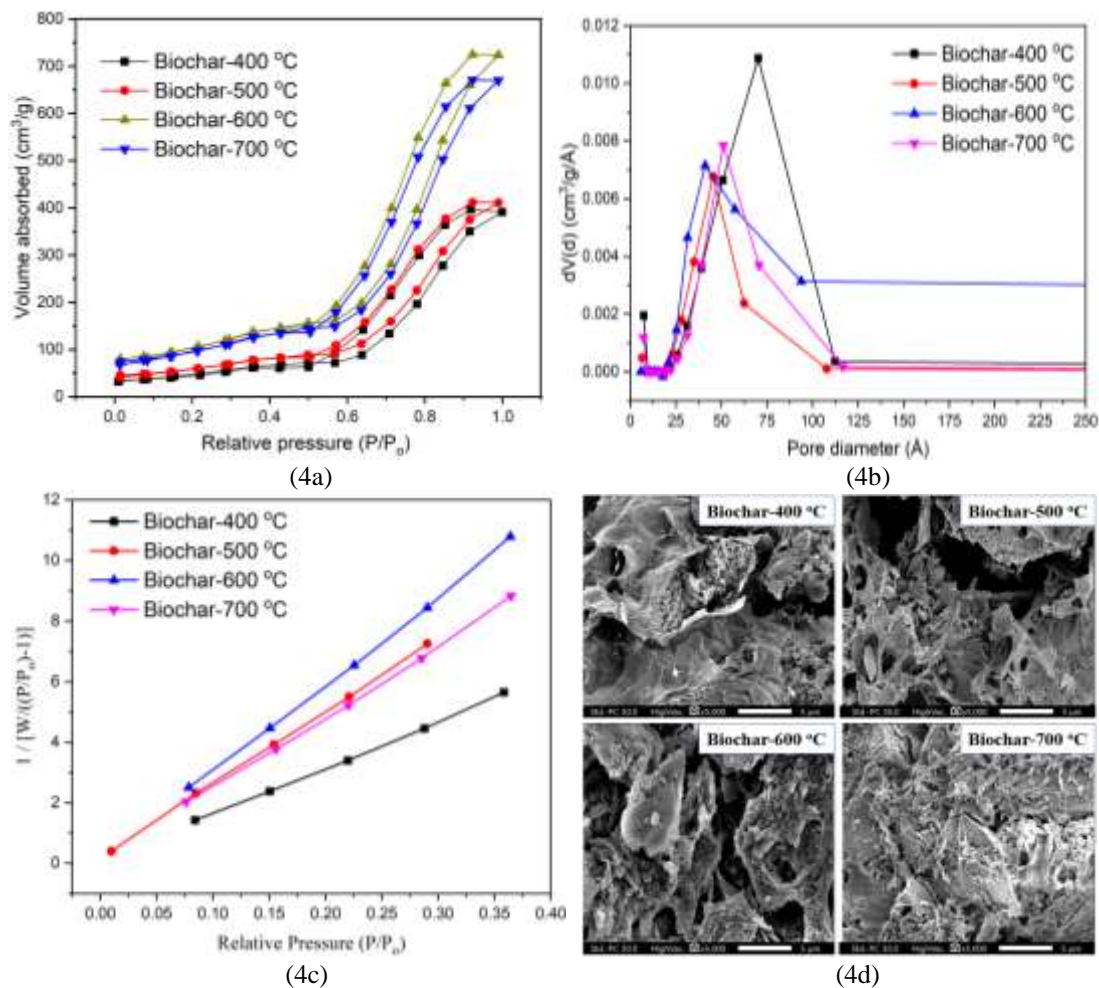 800
700
600
500
400
300
200
100
0
Volume absorbed (cm³/g)
Biochar-400 °C
Biochar-500 °C
Biochar-600 °C
Biochar-700 °C
0.0 0.2 0.4 0.6 0.8 1.0
Relative pressure (P/Pₒ)
(4a)
0.012
0.010
0.008
0.006
0.004
0.002
0.000
dV(d) (cm³/g/Å)
Biochar-400 °C
Biochar-500 °C
Biochar-600 °C
Biochar-700 °C
0 25 50 75 100 125 150 175 200 225 250
Pore diameter (Å)
(4b)
12
10
8
6
4
2
0
1 / [W/((P/Pₒ)-1)]
Biochar-400 °C
Biochar-500 °C
Biochar-600 °C
Biochar-700 °C
0.00 0.05 0.10 0.15 0.20 0.25 0.30 0.35 0.40
Relative Pressure (P/Pₒ)
(4c)
Biochar-400 °C
Biochar-500 °C
Biochar-600 °C
Biochar-700 °C
(4d)